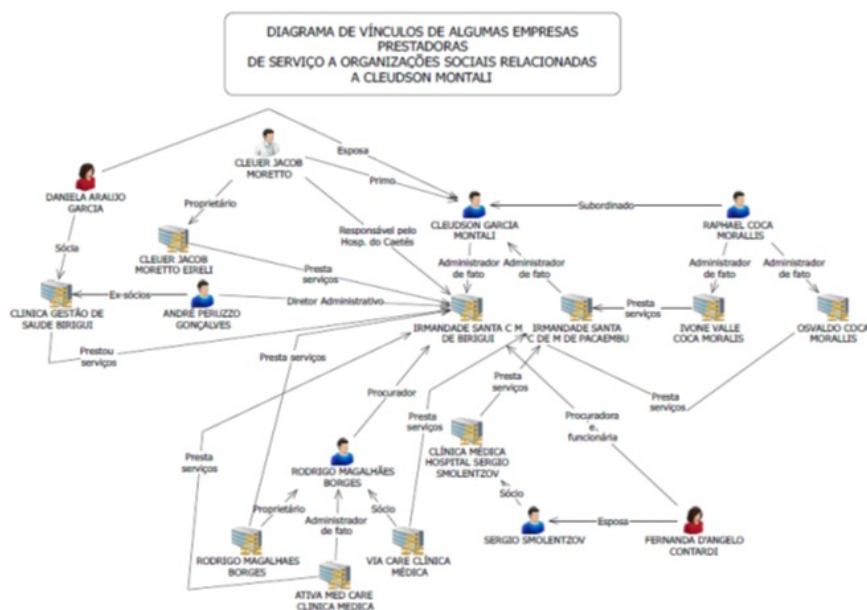 DIAGRAMA DE VÍNCULOS DE ALGUMAS EMPRESAS
PRESTADORAS
DE SERVIÇO A ORGANIZAÇÕES SOCIAIS RELACIONADAS
A CLEUDSON MONTALI
Esposa
CLEUER JACOB
MORETTO
Primo
DANIELA ARAUJO
GARCIA
Proprietário
Subordinado
CLEUDSON GARCIA
MONTALI
RAPHAEL COCA
MORALLIS
Responsável pelo
Hosp. do Caetés
Sócia
CLEUER JACOB
MORETTO EIRELI
Administrador
de fato
Administrador
de fato
Administrador
de fato
Administrador
de fato
Presta
serviços
Ex-sócios
Diretor Administrativo
Presta
serviços
CLINICA GESTÃO DE
SAUDE BIRIGUI
ANDRE PERUZZO
GONÇALVES
IRMANDADE SANTA C M
DE BIRIGUI
IRMANDADE SANTA
C DE M DE PACAEMBU
IVONE VALLE
COCA MORALIS
OSVALDO COCA
MORALLIS
Prestou
serviços
Presta serviços
Presta
serviços
Procurador
Presta
serviços
Presta
serviços
Procuradora
e
funcionária
Presta
serviços
CLÍNICA MÉDICA
HOSPITAL SERGIO
SMOLENTZOV
RODRIGO MAGALHÃES
BORGES
Proprietário
Administrador
de fato
Sócio
Sócio
Esposa
RODRIGO MAGALHAES
BORGES
VIA CARE CLÍNICA
MÉDICA
SERGIO SMOLENTZOV
FERNANDA D'ANGELO
CONTARDI
ATIVA MED CARE
CLINICA MEDICA